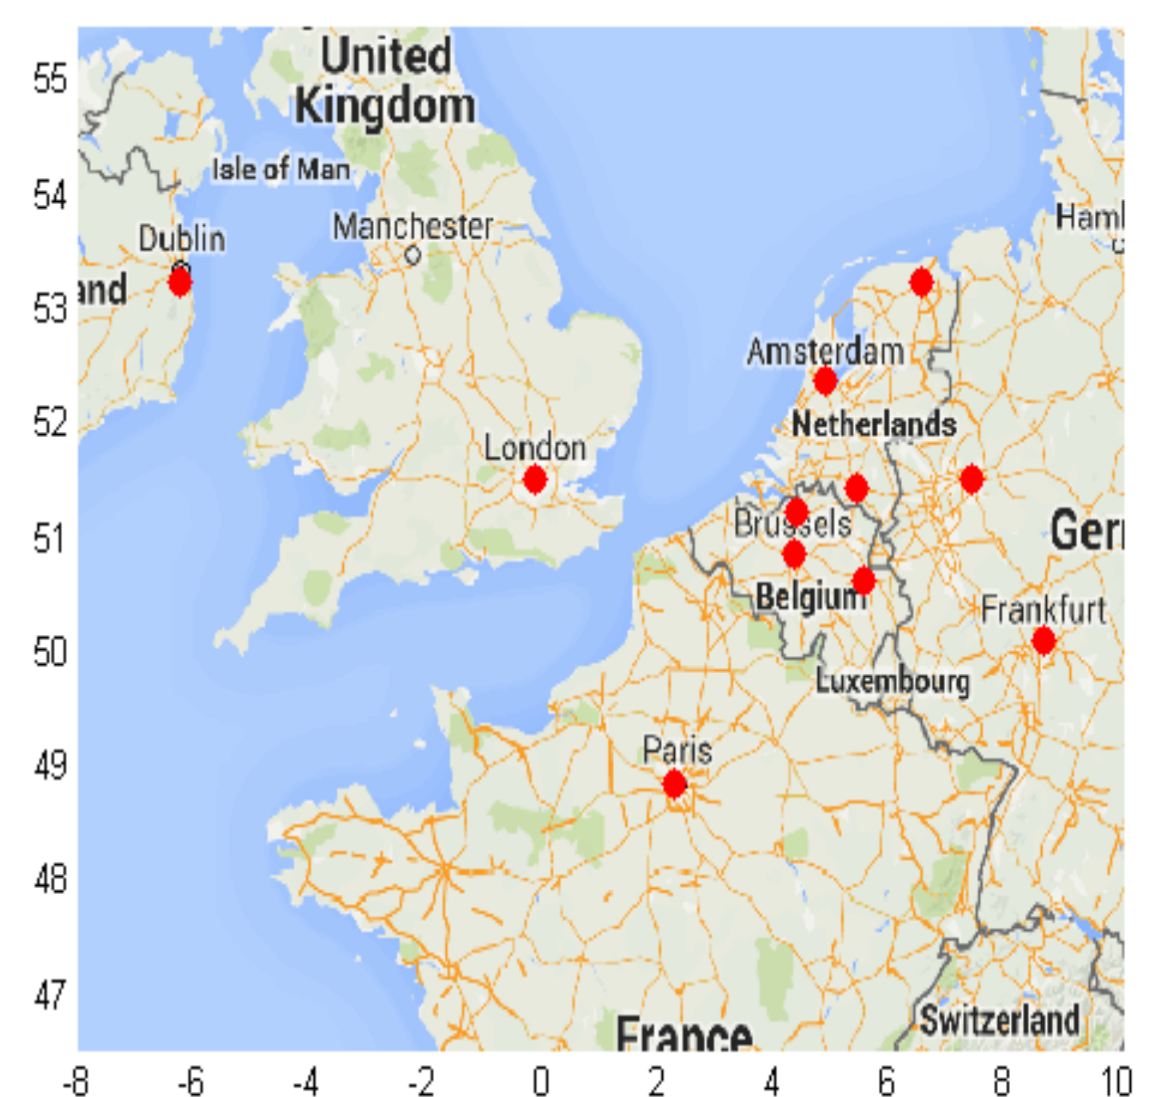 United
Kingdom
Isle of Man
Manchester
Dublin
and
Haml
Amsterdam
Netherlands
London
Brussels
Belgium
Gerr
Frankfurt
Luxembourg
Paris
Switzerland
France
55
54
53
52
51
50
49
48
47
-8 -6 -4 -2 0 2 4 6 8 10